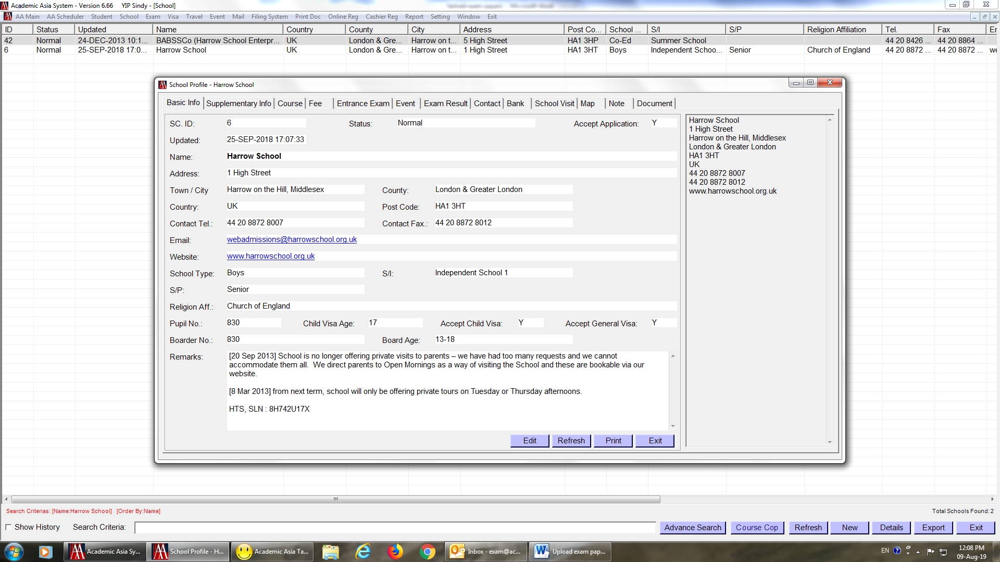 Academic Asia System - Version 6.66 YIP Sindy - [School]
AA Main AA Scheduler Student School Exam Visa Travel Event Mail Filing System Print Doc Online Reg Cashier Reg Report Setting Window Exit
ID Status Updated Name Country County City Address Post Co... School ... S/I S/P Religion Affiliation Tel. Fax Er
42 Normal 24-DEC-2013 10:1... BABSSCo (Harrow School Enterpr... UK London & Gre... Harrow on t... 5 High Street HA1 3HP Co-Ed Summer School 44 20 8426 ... 44 20 8864 ...
6 Normal 25-SEP-2018 17:0... Harrow School UK London & Gre... Harrow on t... 1 High Street HA1 3HT Boys Independent Schoo... Senior Church of England 44 20 8872 ... 44 20 8872 ... we
School Profile - Harrow School
Basic Info Supplementary Info Course Fee Entrance Exam Event Exam Result Contact Bank School Visit Map Note Document
SC. ID: 6 Status: Normal Accept Application: Y
Updated: 25-SEP-2018 17:07:33
Name: Harrow School
Address: 1 High Street
Town / City Harrow on the Hill, Middlesex County: London & Greater London
Country: UK Post Code: HA1 3HT
Contact Tel.: 44 20 8872 8007 Contact Fax.: 44 20 8872 8012
Email: webadmissions@harrowschool.org.uk
Website: www.harrowschool.org.uk
School Type: Boys S/I: Independent School 1
S/P: Senior
Religion Aff.: Church of England
Pupil No.: 830 Child Visa Age: 17 Accept Child Visa: Y Accept General Visa: Y
Boarder No.: 830 Board Age: 13-18
Remarks: [20 Sep 2013] School is no longer offering private visits to parents – we have had too many requests and we cannot
accommodate them all. We direct parents to Open Mornings as a way of visiting the School and these are bookable via our
website.
[8 Mar 2013] from next term, school will only be offering private tours on Tuesday or Thursday afternoons.
HTS, SLN : 8H742U17X
Edit Refresh Print Exit
Harrow School
1 High Street
Harrow on the Hill, Middlesex
London & Greater London
HA1 3HT
UK
44 20 8872 8007
44 20 8872 8012
www.harrowschool.org.uk
Search Criterias: [Name:Harrow School] [Order By:Name]
Total Schools Found: 2
Show History Search Criteria: Advance Search Course Cop Refresh New Details Export Exit
Academic Asia Sy... School Profile - H... Academic Asia Ta... Inbox - exam@ac... Upload exam pap... EN 12:08 PM
09-Aug-19